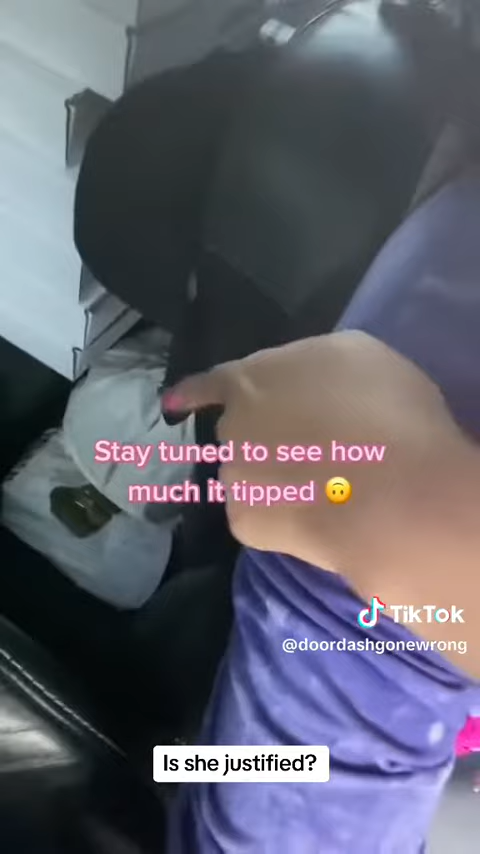 Stay tuned to see how
much it tipped 🙃
TikTok
@doordashgonewrong
Is she justified?